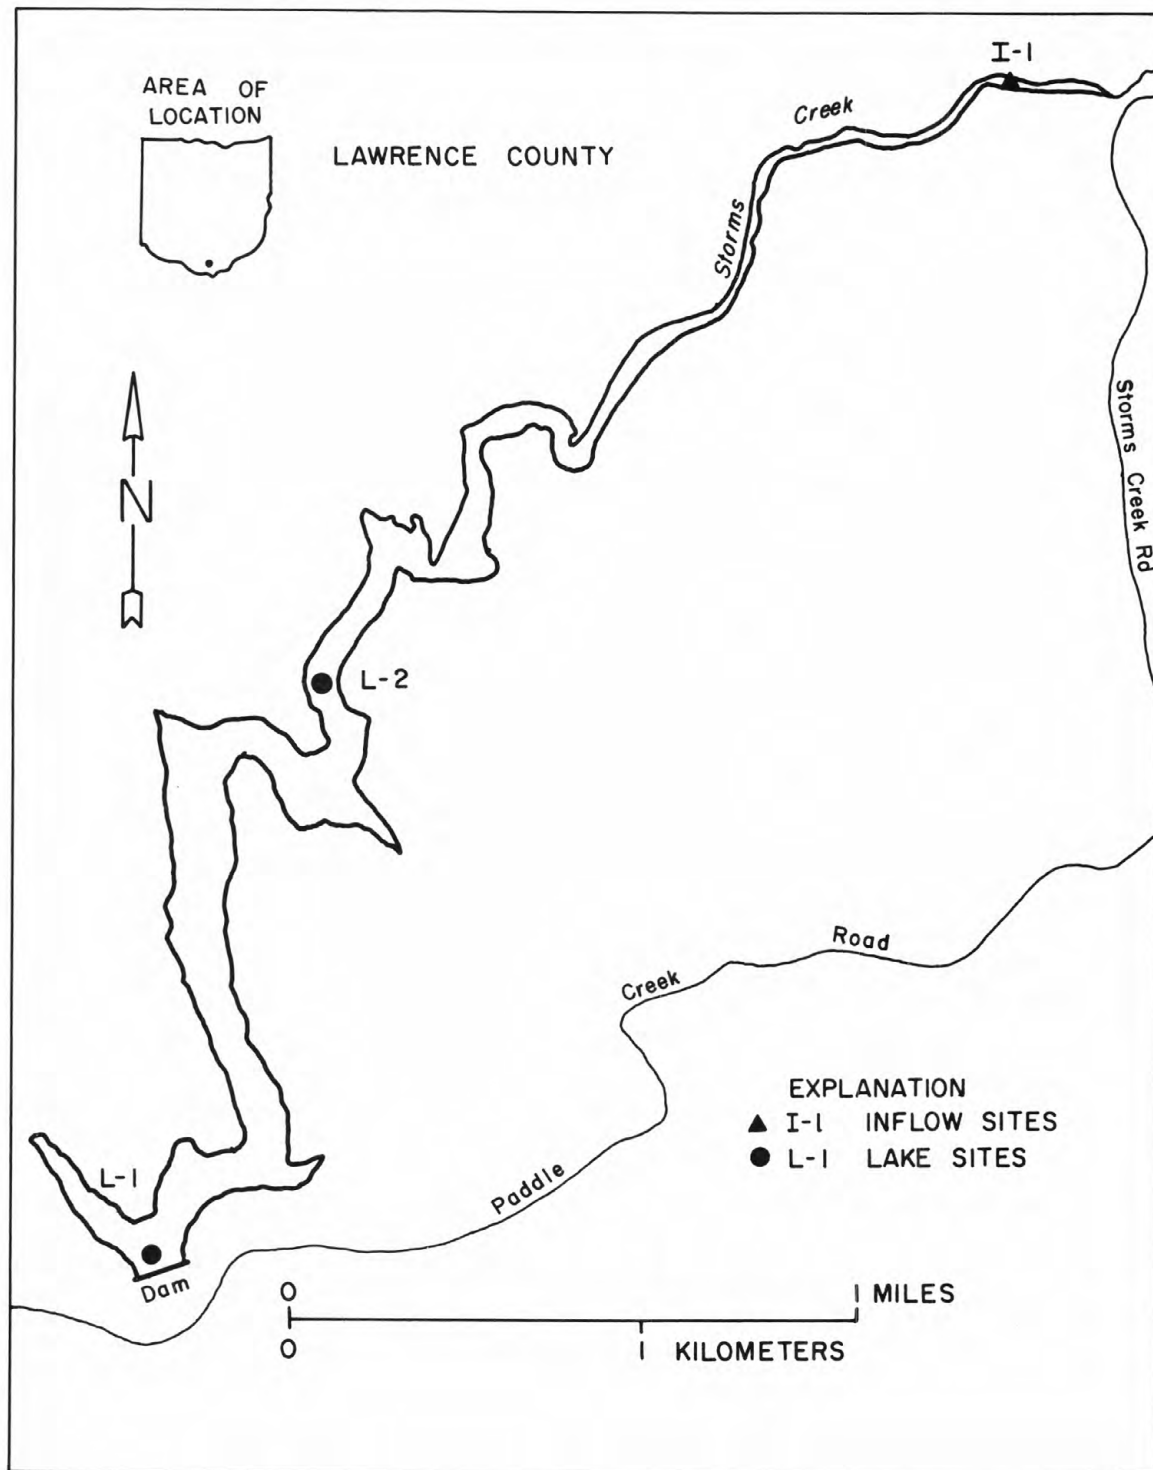 I-1
AREA OF
LOCATION
LAWRENCE COUNTY
Creek
Storms
Storms Creek Rd
N
L-2
Road
Creek
Paddle
EXPLANATION
I-1 INFLOW SITES
L-1 LAKE SITES
L-1
Dam
0 1 MILES
0 1 KILOMETERS